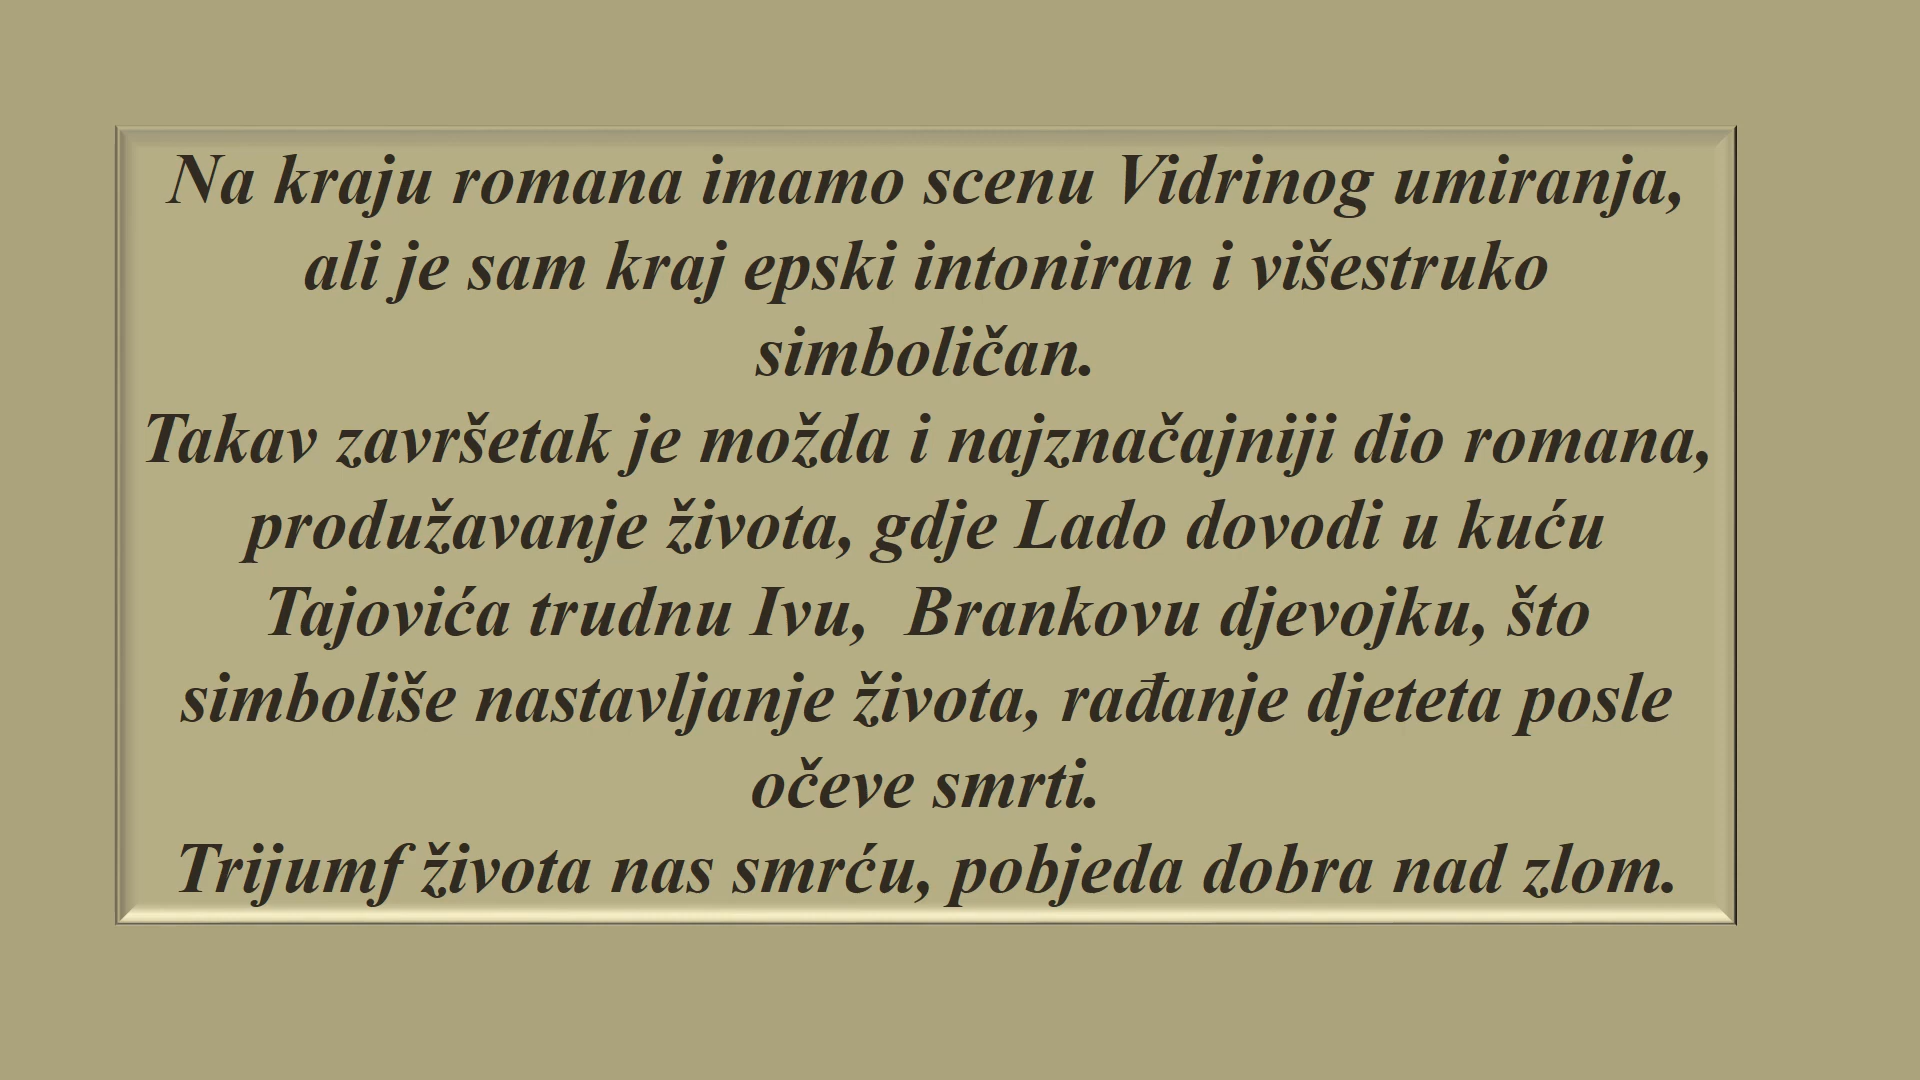 Na kraju romana imamo scenu Vidrinog umiranja,
ali je sam kraj epski intoniran i višestruko
simboličan.
Takav završetak je možda i najznačajniji dio romana,
produžavanje života, gdje Lado dovodi u kuću
Tajovića trudnu Ivu,  Brankovu djevojku, što
simboliše nastavljanje života, rađanje djeteta posle
očeve smrti.
Trijumf života nas smrću, pobjeda dobra nad zlom.